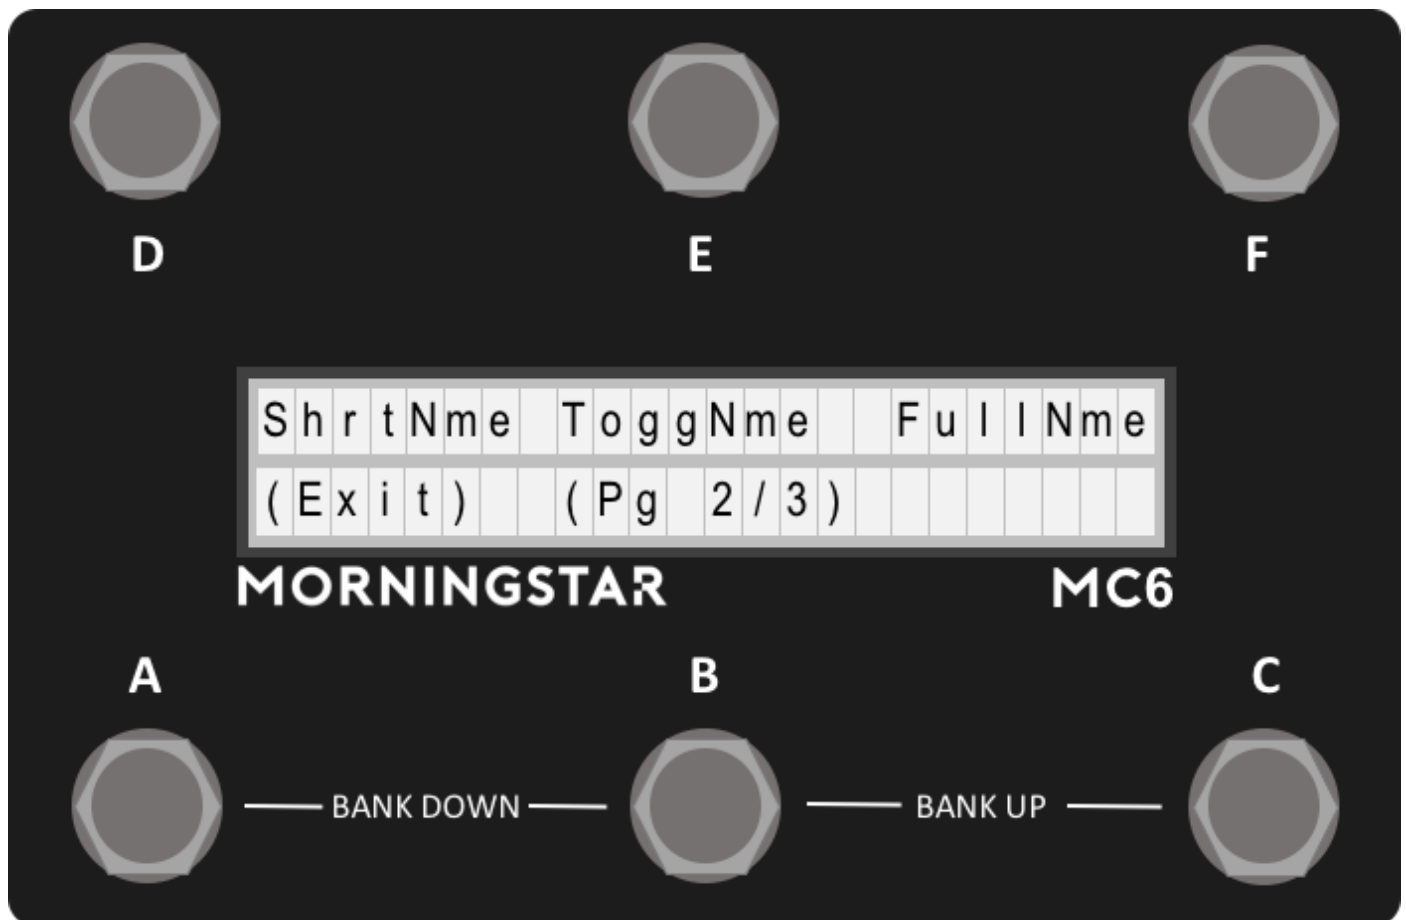 D E F
ShrtNme ToggNme FullNme
(Exit) (Pg 2/3)
MORNINGSTAR MC6
A B C
BANK DOWN BANK UP